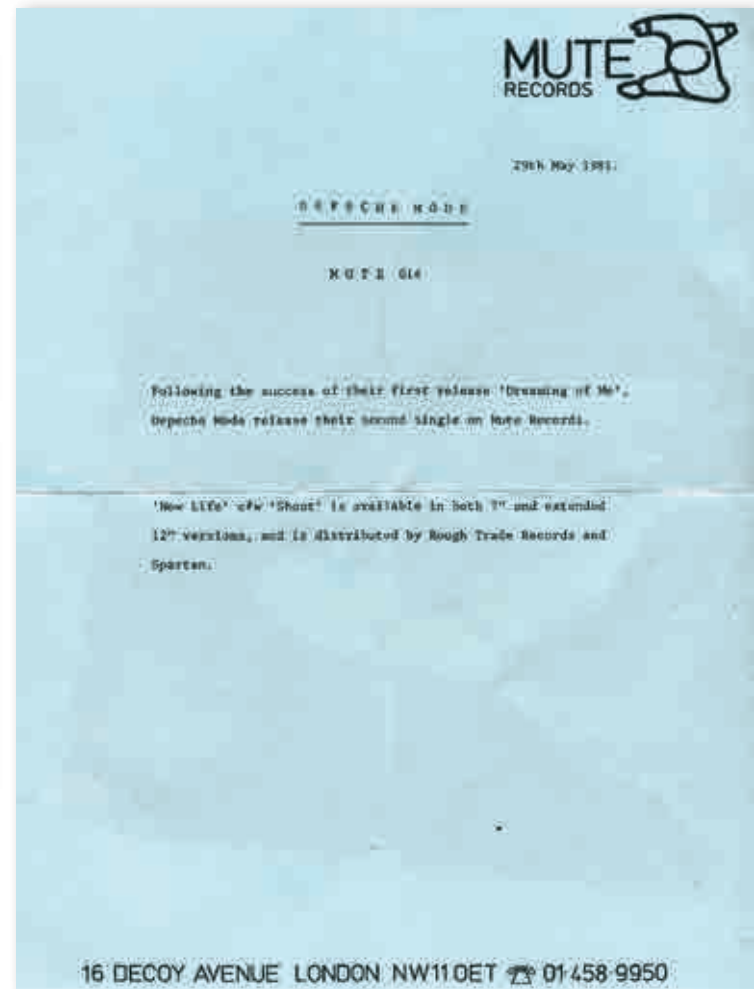 MUTE
RECORDS
29th May 1981.
DEPECHE MODE
MUTE 014
Following the success of their first release 'Dreaming of Me',
Depeche Mode release their second single on Mute Records.
'New Life' c/w 'Shout' is available in both 7" and extended
12" versions, and is distributed by Rough Trade Records and
Spartan.
16 DECOY AVENUE LONDON NW11 0ET ☎ 01-458 9950